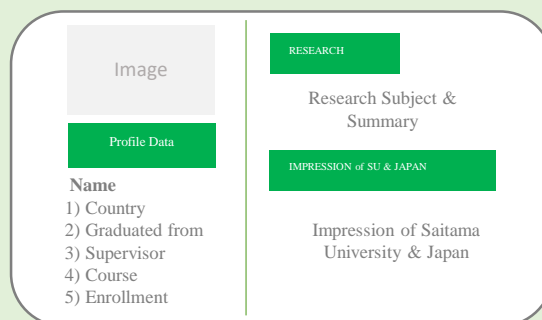 Image
Profile Data
Name
1) Country
2) Graduated from
3) Supervisor
4) Course
5) Enrollment
RESEARCH
Research Subject &
Summary
IMPRESSION of SU & JAPAN
Impression of Saitama
University & Japan